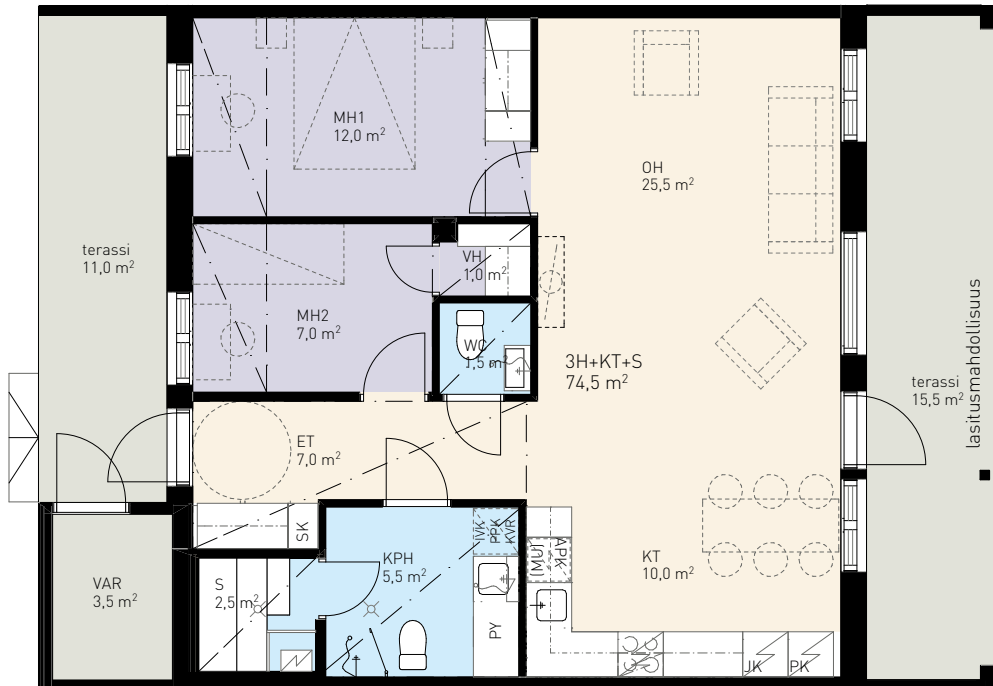 MH1
12,0 m²
OH
25,5 m²
terassi
11,0 m²
VH
1,0 m²
MH2
7,0 m²
WC
1,5 m²
3H+KT+S
74,5 m²
terassi
15,5 m²
lasitusmahdollisuus
ET
7,0 m²
SK
IVK
PPK
KVR
KPH
5,5 m²
APK
(MU)
KT
10,0 m²
VAR
3,5 m²
S
2,5 m²
PY
JK
PK